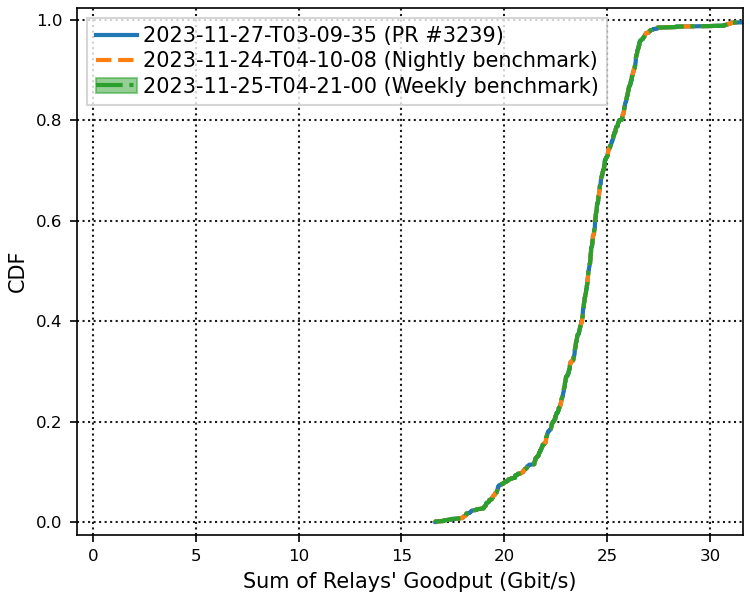 2023-11-27-T03-09-35 (PR #3239)
2023-11-24-T04-10-08 (Nightly benchmark)
2023-11-25-T04-21-00 (Weekly benchmark)
1.0
0.8
0.6
0.4
0.2
0.0
CDF
0 5 10 15 20 25 30
Sum of Relays' Goodput (Gbit/s)